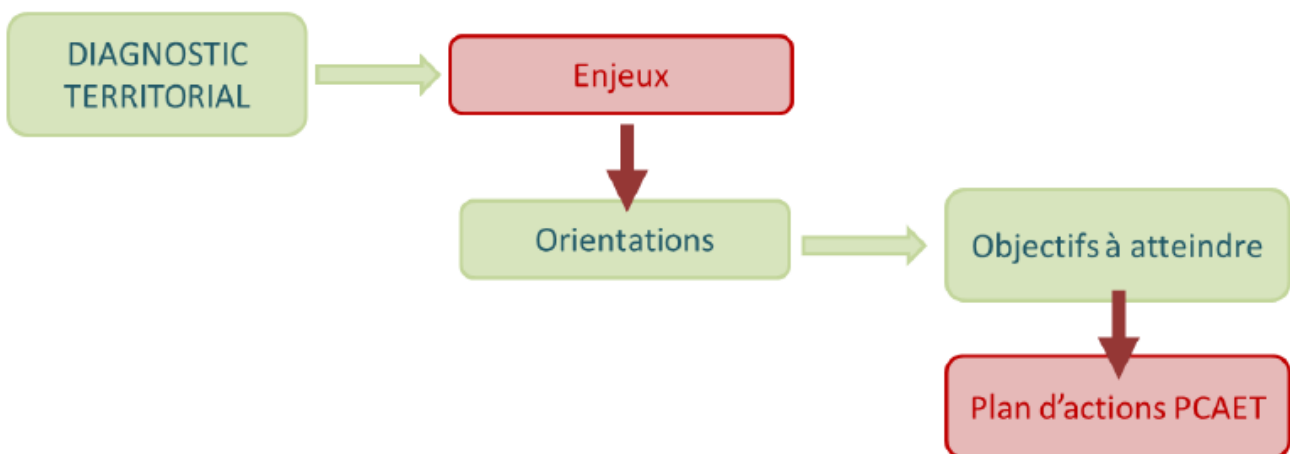 DIAGNOSTIC
TERRITORIAL
Enjeux
Orientations
Objectifs à atteindre
Plan d’actions PCAET